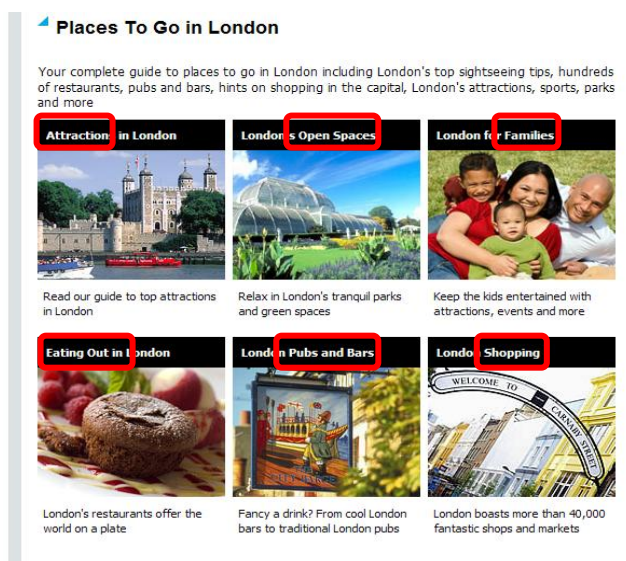 Places To Go in London
Your complete guide to places to go in London including London's top sightseeing tips, hundreds
of restaurants, pubs and bars, hints on shopping in the capital, London's attractions, sports, parks
and more
Attractions in London
London's Open Spaces
London for Families
Read our guide to top attractions
in London
Relax in London's tranquil parks
and green spaces
Keep the kids entertained with
attractions, events and more
Eating Out in London
London Pubs and Bars
London Shopping
WELCOME TO
CARNABY STREET
London's restaurants offer the
world on a plate
Fancy a drink? From cool London
bars to traditional London pubs
London boasts more than 40,000
fantastic shops and markets